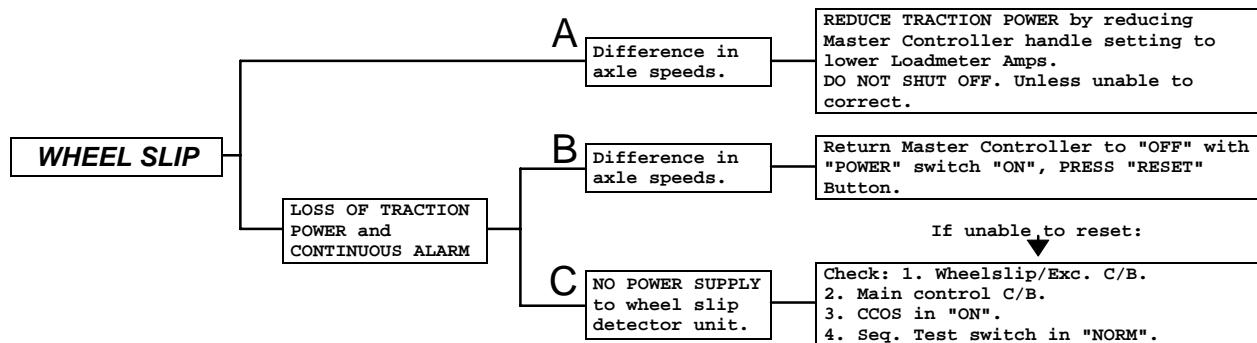 WHEEL SLIP
A
Difference in
axle speeds.
REDUCE TRACTION POWER by reducing
Master Controller handle setting to
lower Loadmeter Amps.
DO NOT SHUT OFF. Unless unable to
correct.
LOSS OF TRACTION
POWER and
CONTINUOUS ALARM
B
Difference in
axle speeds.
Return Master Controller to "OFF" with
"POWER" switch "ON", PRESS "RESET"
Button.
If unable to reset:
C
NO POWER SUPPLY
to wheel slip
detector unit.
Check: 1. Wheelslip/Exc. C/B.
2. Main control C/B.
3. CCOS in "ON".
4. Seq. Test switch in "NORM".